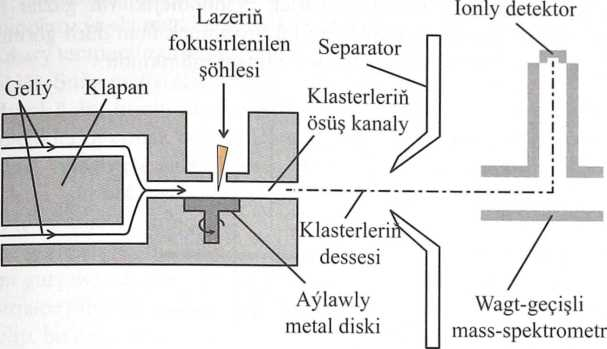 Lazeriň
fokusirlenilen
şöhlesi
Ionly detektor
Separator
Geliý
Klapan
Klasterleriň
ösüş kanaly
Klasterleriň
dessesi
Aýlawly
metal diski
Wagt-geçişli
mass-spektrometr